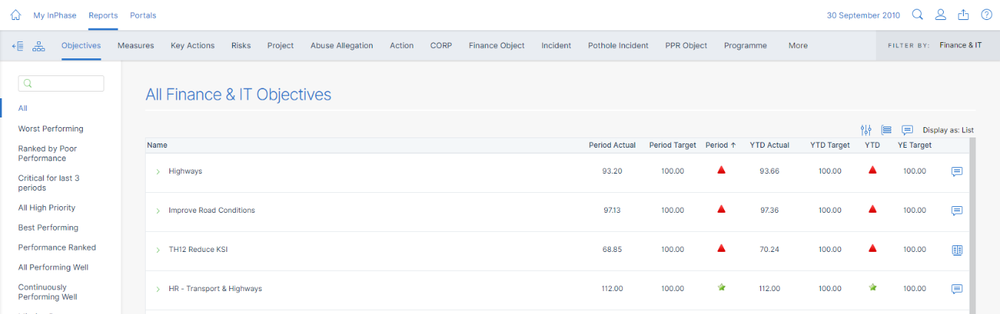 My InPhase Reports Portals 30 September 2010
Objectives Measures Key Actions Risks Project Abuse Allegation Action CORP Finance Object Incident Pothole Incident PPR Object Programme More FILTER BY: Finance & IT
All Finance & IT Objectives
All
Worst Performing
Ranked by Poor
Performance
Critical for last 3
periods
All High Priority
Best Performing
Performance Ranked
All Performing Well
Continuously
Performing Well
Display as: List
Name Period Actual Period Target Period ↑ YTD Actual YTD Target YTD YE Target
Highways 93.20 100.00 93.66 100.00 100.00
Improve Road Conditions 97.13 100.00 97.36 100.00 100.00
TH12 Reduce KSI 68.85 100.00 70.24 100.00 100.00
HR - Transport & Highways 112.00 100.00 112.00 100.00 100.00